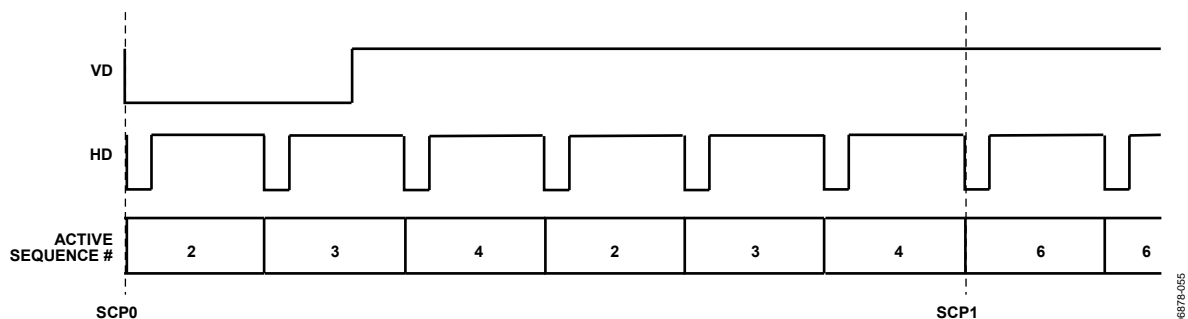 VD
HD
ACTIVE
SEQUENCE #
2 3 4 2 3 4 6 6
SCP0 SCP1
06878-055